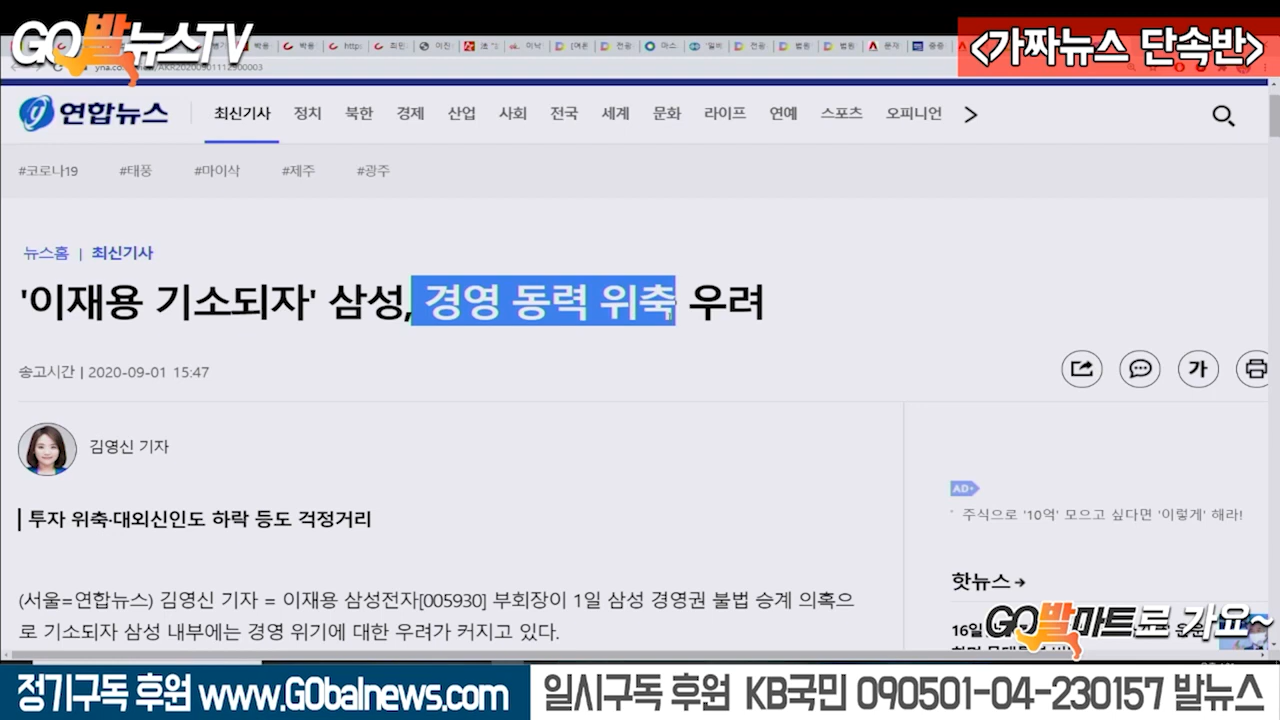 GO발뉴스TV
<가짜뉴스 단속반>
연합뉴스
최신기사 정치 북한 경제 산업 사회 전국 세계 문화 라이프 연예 스포츠 오피니언
#코로나19 #태풍 #마이삭 #제주 #광주
뉴스홈 | 최신기사
'이재용 기소되자' 삼성, 경영 동력 위축 우려
송고시간 | 2020-09-01 15:47
가
김영신 기자
투자 위축·대외신인도 하락 등도 걱정거리
AD
주식으로 '10억' 모으고 싶다면 '이렇게' 해라!
핫뉴스
(서울=연합뉴스) 김영신 기자 = 이재용 삼성전자[005930] 부회장이 1일 삼성 경영권 불법 승계 의혹으
로 기소되자 삼성 내부에는 경영 위기에 대한 우려가 커지고 있다.
16일
GO발마트로 가요~
정기구독 후원 www.GObalnews.com
일시구독 후원 KB국민 090501-04-230157 발뉴스